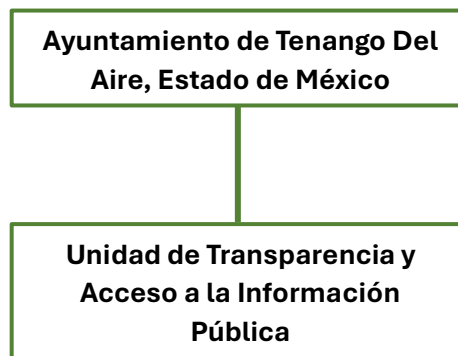 Ayuntamiento de Tenango Del
Aire, Estado de México
Unidad de Transparencia y
Acceso a la Información
Pública